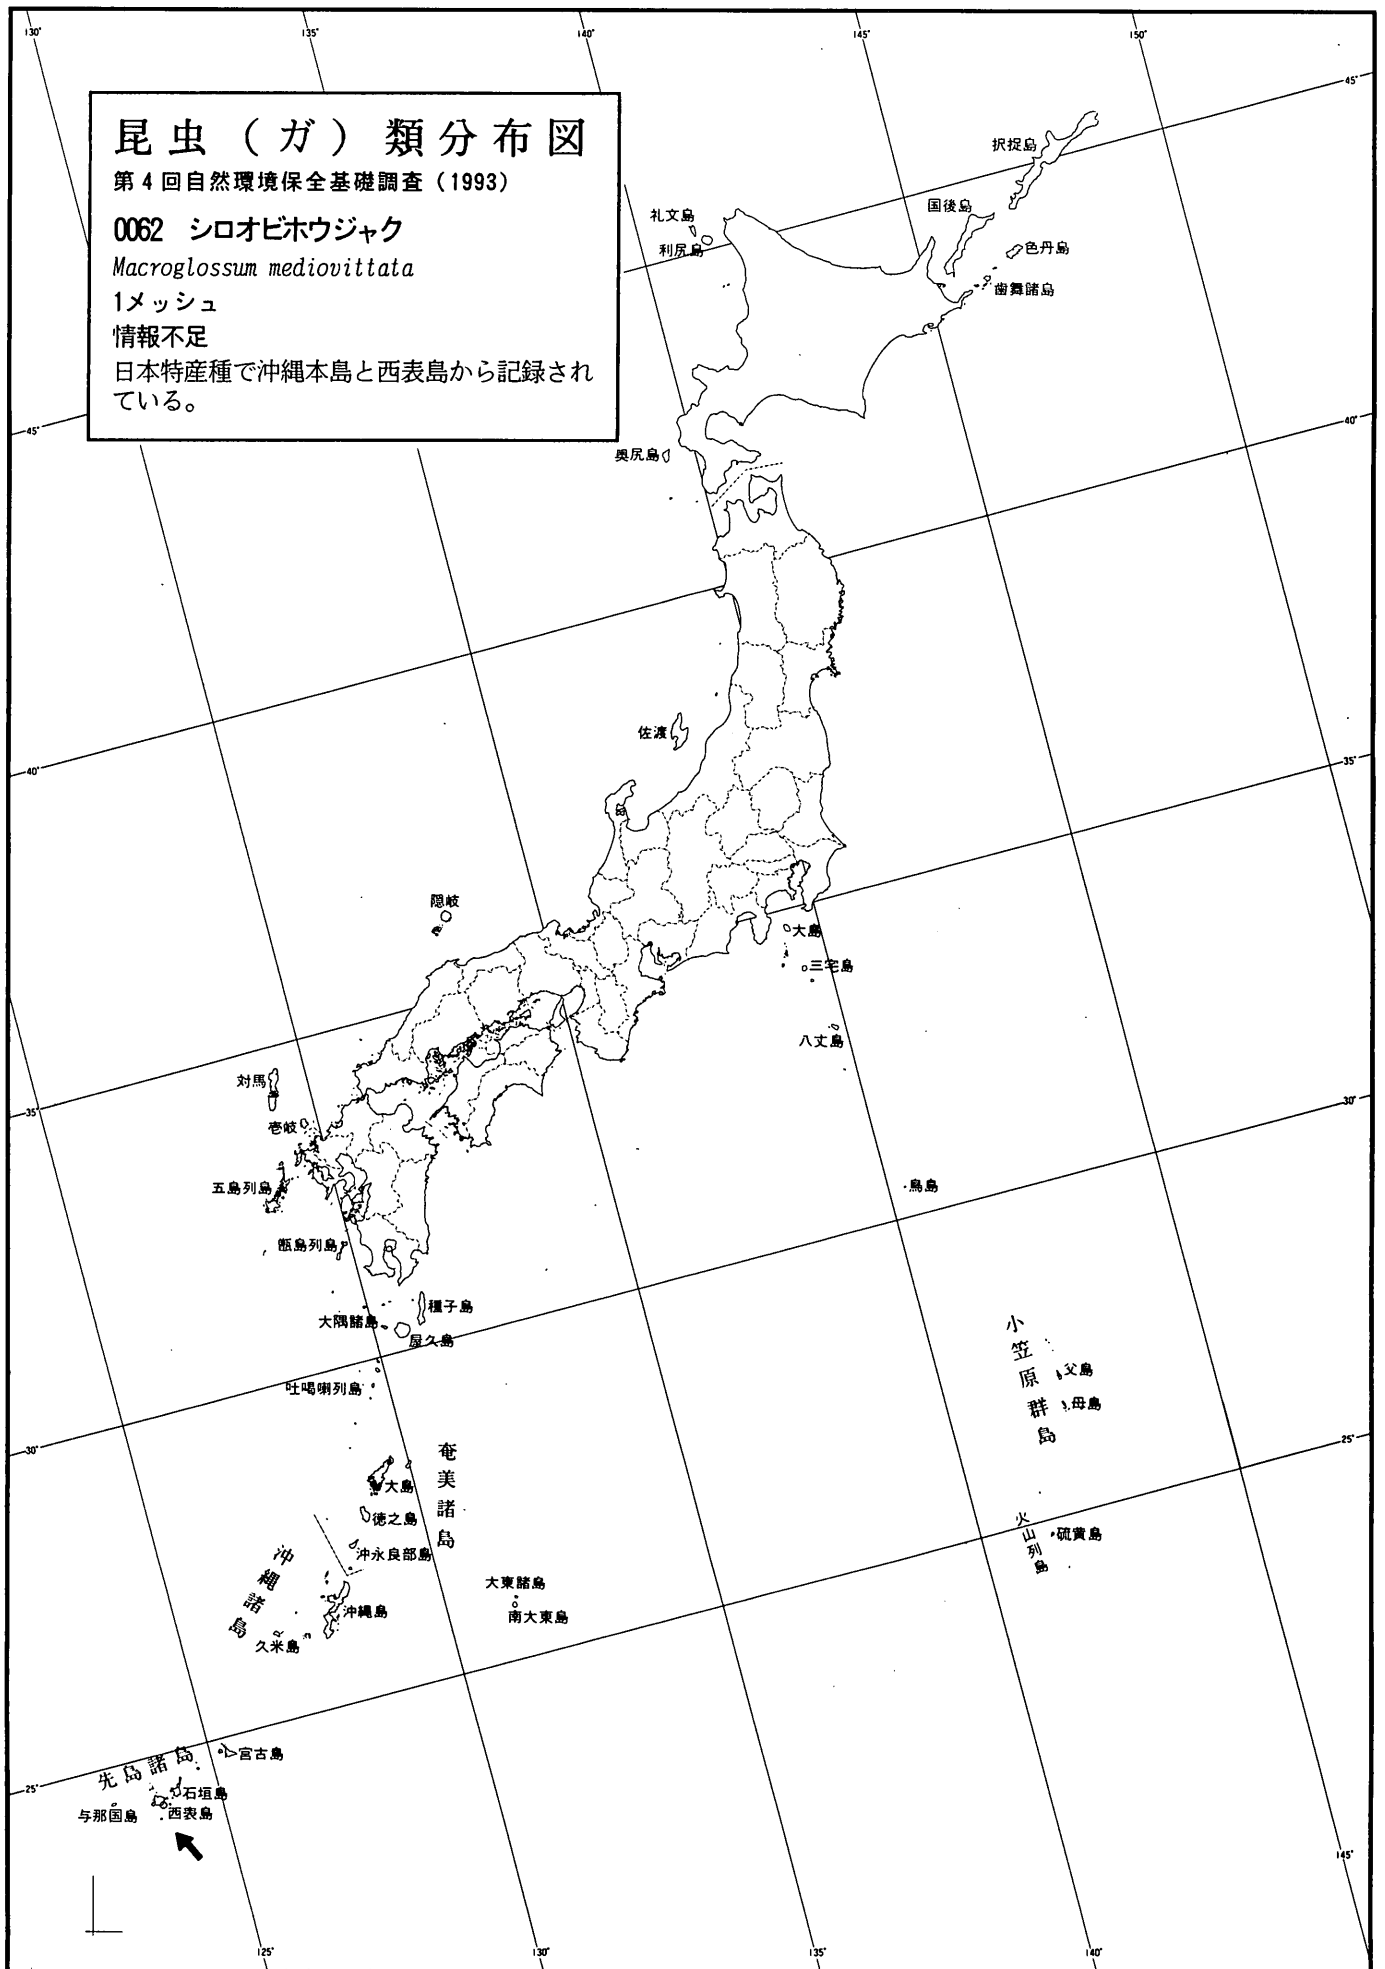 130°
135°
140°
145°
150°
45°
昆虫（ガ）類分布図
第4回自然環境保全基礎調査（1993）
0062 シロオビホウジャク
Macroglossum mediovittata
1メッシュ
情報不足
日本特産種で沖縄本島と西表島から記録され
ている。
択捉島
国後島
色丹島
歯舞諸島
礼文島
利尻島
45°
40°
奥尻島
佐渡
40°
35°
隠岐
大島
三宅島
八丈島
対馬
35°
30°
壱岐
五島列島
鳥島
甑島列島
種子島
大隅諸島
屋久島
吐喝喇列島
小笠原群島
父島
母島
30°
25°
奄美諸島
大島
徳之島
沖永良部島
火山列島
硫黄島
沖縄諸島
沖縄島
久米島
大東諸島
南大東島
先島諸島
宮古島
25°
石垣島
与那国島
西表島
145°
125°
130°
135°
140°